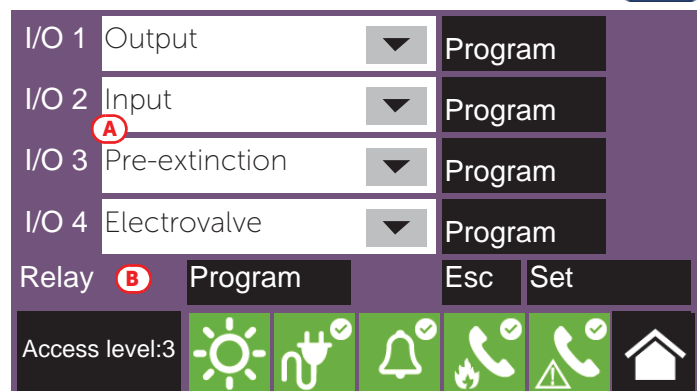 I/O 1 Output Program
I/O 2 Input Program
A
I/O 3 Pre-extinction Program
I/O 4 Electrovalve Program
Relay B Program Esc Set
Access level:3